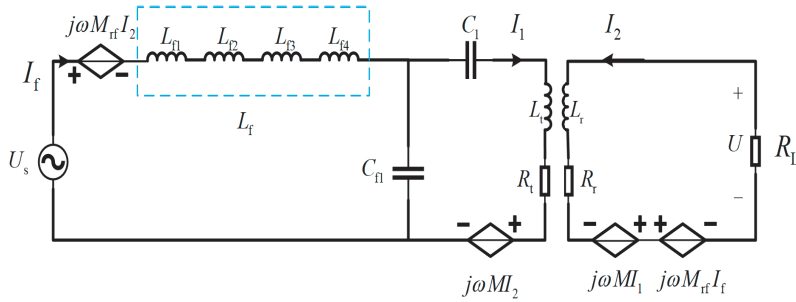 jωM_rf I_2
I_f
+ -
L_f1 L_f2 L_f3 L_f4
L_f
C_1
I_1
I_2
U_s
C_f1
L_t
L_r
R_t
R_r
+
U
-
R_L
- +
jωMI_2
- +
jωMI_1
+ -
jωM_rf I_f